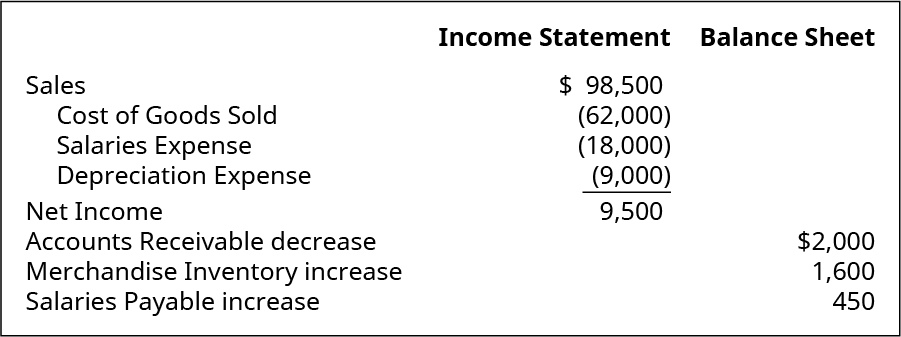 Income Statement Balance Sheet
Sales $ 98,500
Cost of Goods Sold (62,000)
Salaries Expense (18,000)
Depreciation Expense (9,000)
Net Income 9,500
Accounts Receivable decrease $2,000
Merchandise Inventory increase 1,600
Salaries Payable increase 450